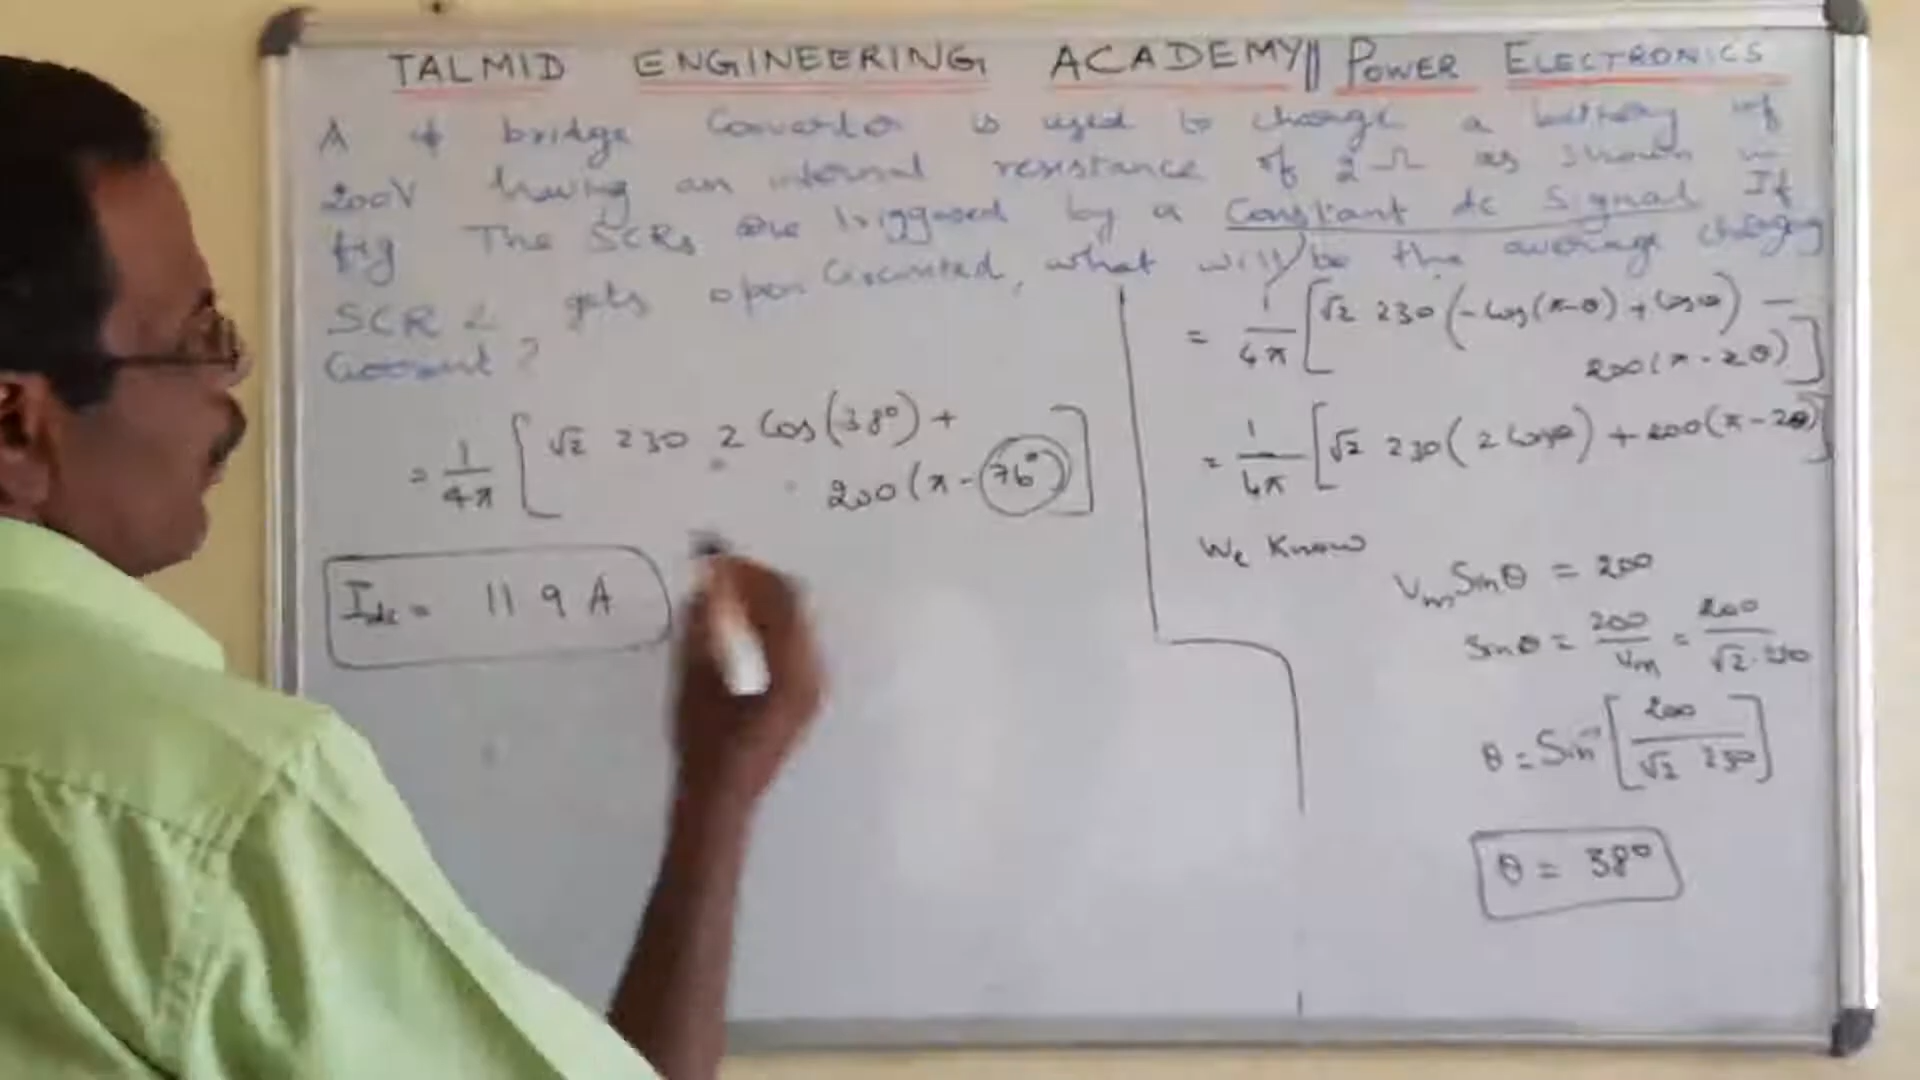 TALMID ENGINEERING ACADEMY || POWER ELECTRONICS
A 1φ bridge Converter is used to charge a battery of
200V having an internal resistance of 2Ω as shown in
fig The SCRs are triggered by a Constant dc Signal If
SCR 2 gets open Circuited, what will be the average charging
Current ?
= 1/4π [√2 230 2 Cos(38°) +
200(π - 76°)]
Idc = 11 9 A
= 1/4π [√2 230 (-Cos(π-θ) + Cosθ) -
200(π - 2θ)]
= 1/4π [√2 230 (2 Cosθ) + 200(π - 2θ)]
We Know
Vm Sinθ = 200
Sinθ = 200/Vm = 200/√2.230
θ = Sin⁻¹ [200/√2 230]
θ = 38°